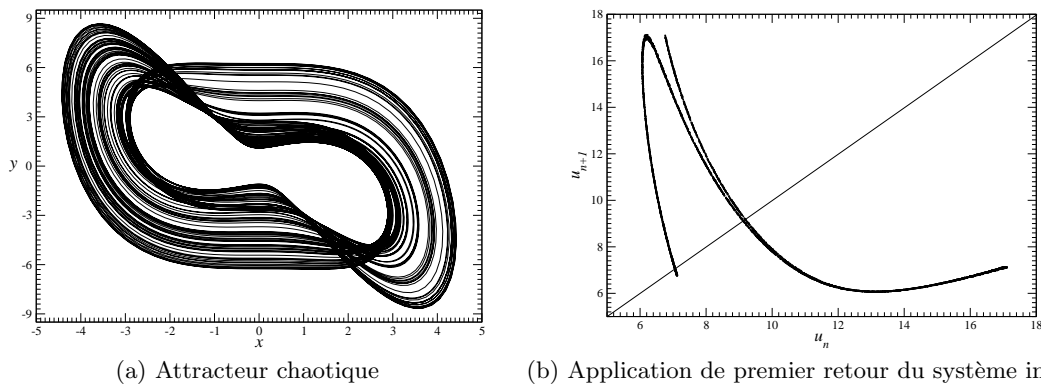 9
6
3
0
-3
-6
-9
y
-5 -4 -3 -2 -1 0 1 2 3 4 5
x
(a) Attracteur chaotique
18
16
14
12
10
8
6
u_{n+1}
6 8 10 12 14 16 18
u_n
(b) Application de premier retour du système in